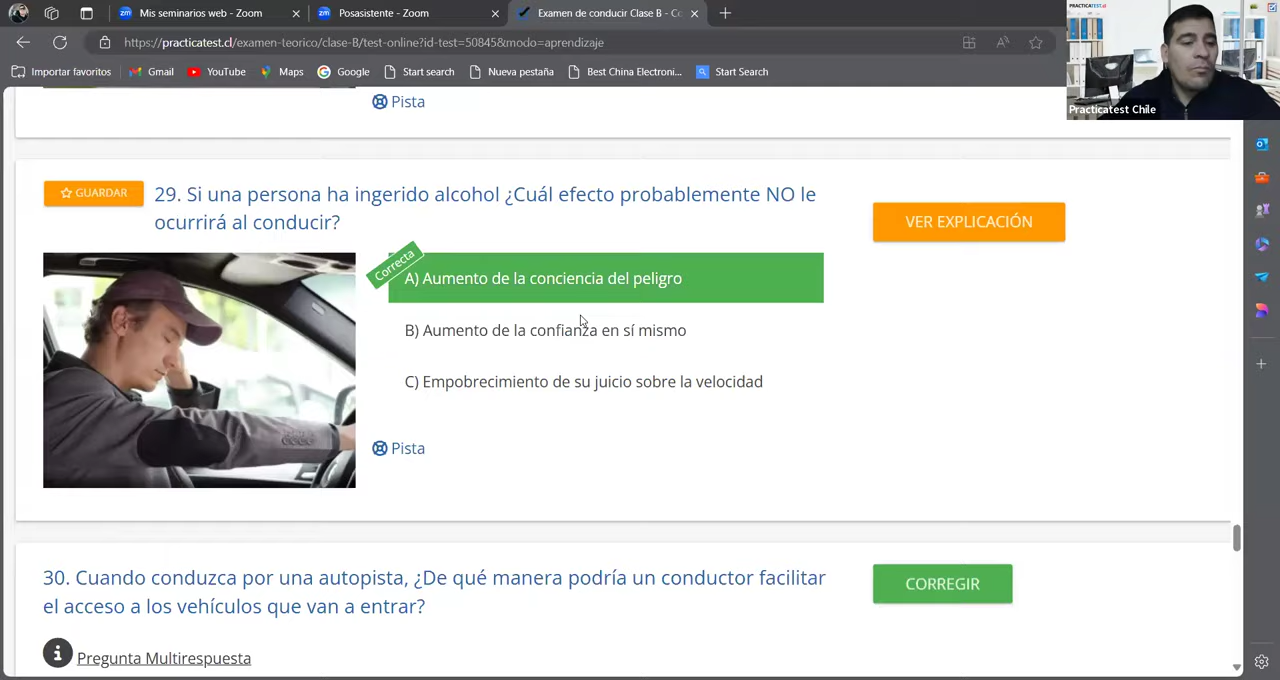 Mis seminarios web - Zoom
Posasistente - Zoom
Examen de conducir Clase B - Co
https://practicatest.cl/examen-teorico/clase-B/test-online?id-test=50845&modo=aprendizaje
Importar favoritos
Gmail
YouTube
Maps
Google
Start search
Nueva pestaña
Best China Electroni...
Start Search
PRACTICATEST.cl
Practicatest Chile
Pista
GUARDAR
29. Si una persona ha ingerido alcohol ¿Cuál efecto probablemente NO le
ocurrirá al conducir?
VER EXPLICACIÓN
Correcta
A) Aumento de la conciencia del peligro
B) Aumento de la confianza en sí mismo
C) Empobrecimiento de su juicio sobre la velocidad
Pista
30. Cuando conduzca por una autopista, ¿De qué manera podría un conductor facilitar
el acceso a los vehículos que van a entrar?
CORREGIR
Pregunta Multirespuesta